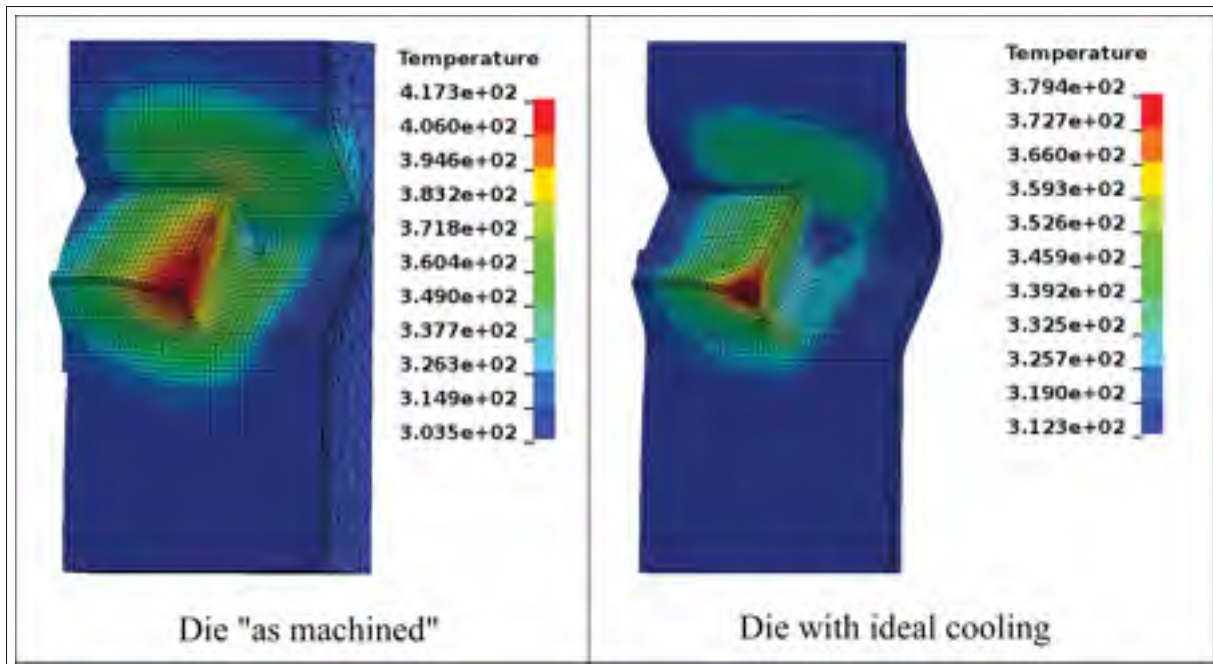 Temperature
4.173e+02
4.060e+02
3.946e+02
3.832e+02
3.718e+02
3.604e+02
3.490e+02
3.377e+02
3.263e+02
3.149e+02
3.035e+02
Die "as machined"
Temperature
3.794e+02
3.727e+02
3.660e+02
3.593e+02
3.526e+02
3.459e+02
3.392e+02
3.325e+02
3.257e+02
3.190e+02
3.123e+02
Die with ideal cooling